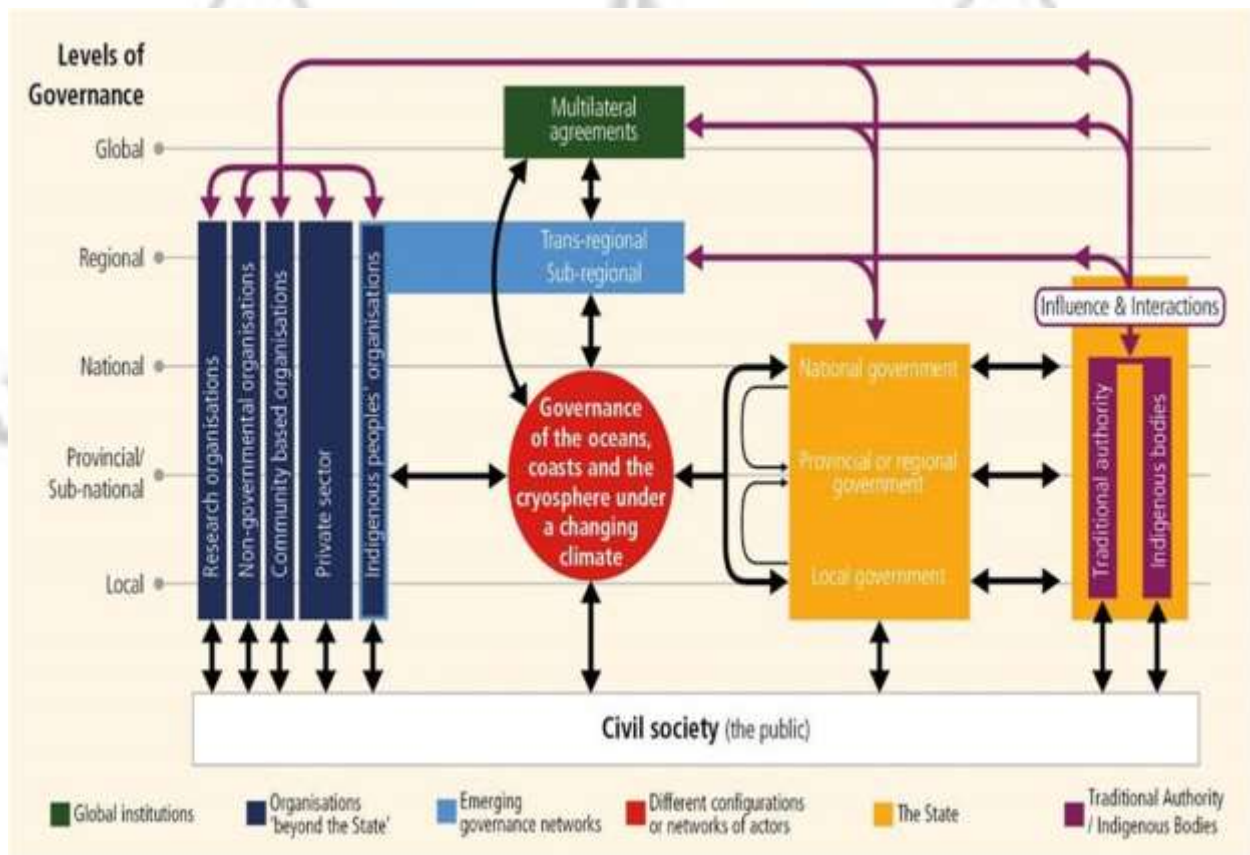 Levels of
Governance
Global
Regional
National
Provincial/
Sub-national
Local
Multilateral
agreements
Trans-regional
Sub-regional
Research organisations
Non-governmental organisations
Community based organisations
Private sector
Indigenous peoples' organisations
Governance
of the oceans,
coasts and the
cryosphere under
a changing
climate
National government
Provincial or regional
government
Local government
Influence & Interactions
Traditional authority
Indigenous bodies
Civil society (the public)
Global institutions
Organisations
'beyond the State'
Emerging
governance networks
Different configurations
or networks of actors
The State
Traditional Authority
/ Indigenous Bodies